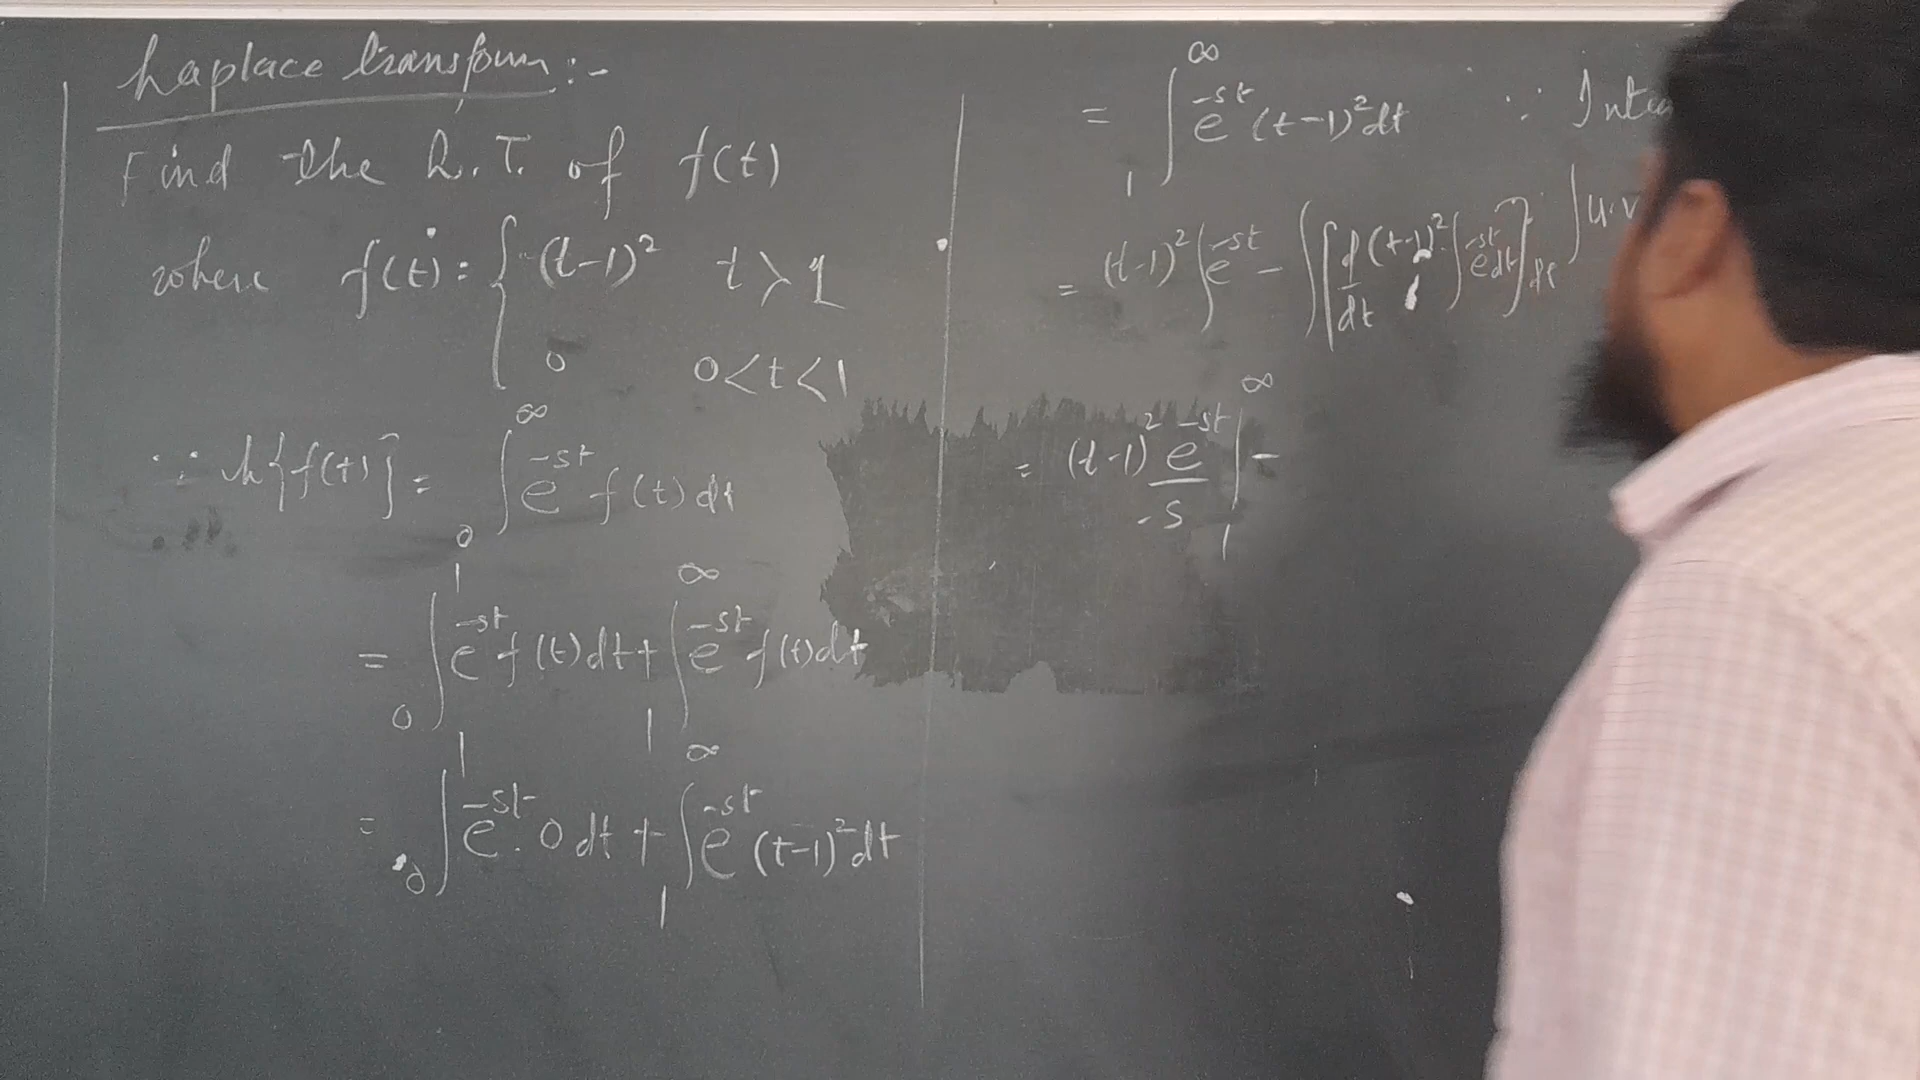 Laplace transform :-
Find the L.T. of f(t)
where f(t) = { (t-1)² t > 1
0 0<t<1
∵ L{f(t)} = ∫₀^∞ e^{-st} f(t) dt
= ∫₀^1 e^{-st} f(t) dt + ∫₁^∞ e^{-st} f(t) dt
= ∫₀^1 e^{-st} . 0 dt + ∫₁^∞ e^{-st} (t-1)² dt
= ∫₁^∞ e^{-st} (t-1)² dt ∵
= (t-1)² ∫ e^{-st} - ∫ [ d/dt (t-1)² ∫ e^{-st} dt ] dt ∫ u.v
= (t-1)² e^{-st}/-s |₁^∞ -